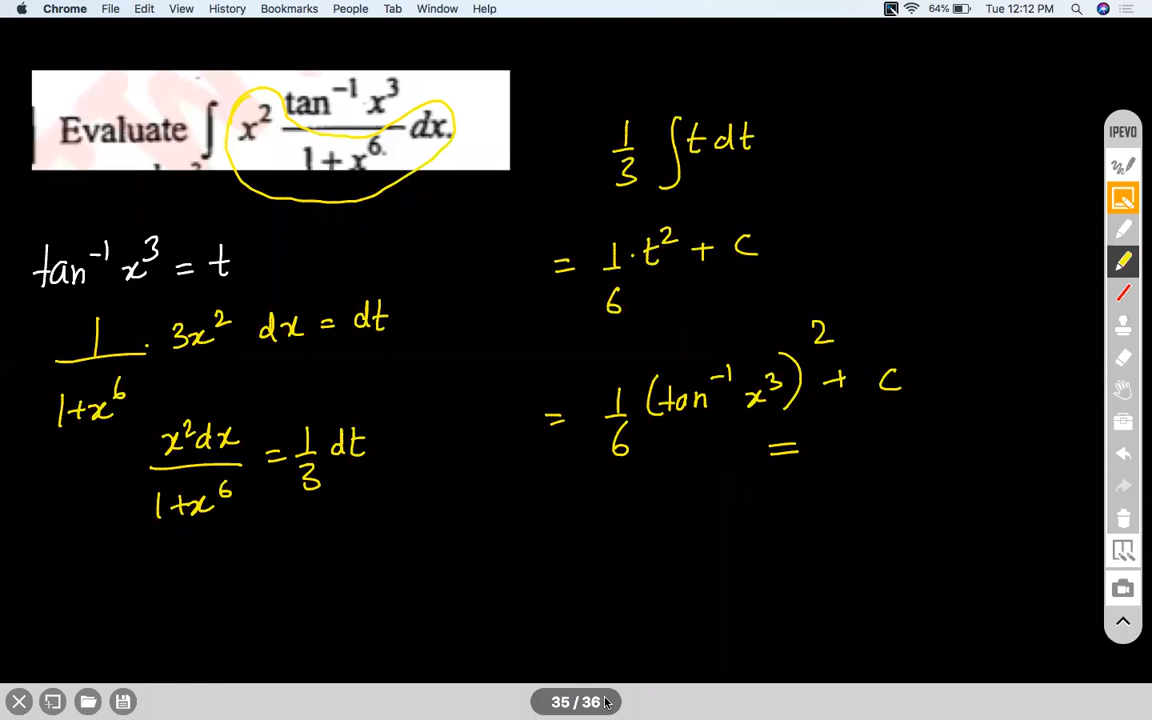 Chrome File Edit View History Bookmarks People Tab Window Help 64% Tue 12:12 PM
Evaluate ∫ x² (tan⁻¹ x³)/(1 + x⁶) dx.
tan⁻¹ x³ = t
1/(1+x⁶) · 3x² dx = dt
x²dx/(1+x⁶) = 1/3 dt
1/3 ∫ t dt
= 1/6 · t² + c
= 1/6 (tan⁻¹ x³)² + c
=
IPEVO
35 / 36